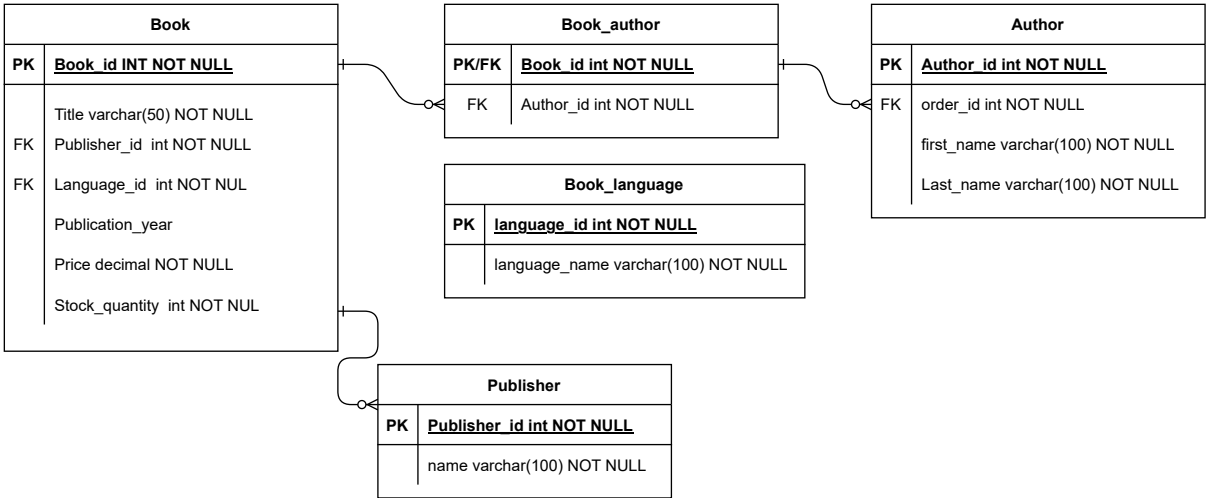 Book
PK Book_id INT NOT NULL
Title varchar(50) NOT NULL
FK Publisher_id int NOT NULL
FK Language_id int NOT NUL
Publication_year
Price decimal NOT NULL
Stock_quantity int NOT NUL
Book_author
PK/FK Book_id int NOT NULL
FK Author_id int NOT NULL
Author
PK Author_id int NOT NULL
FK order_id int NOT NULL
first_name varchar(100) NOT NULL
Last_name varchar(100) NOT NULL
Book_language
PK language_id int NOT NULL
language_name varchar(100) NOT NULL
Publisher
PK Publisher_id int NOT NULL
name varchar(100) NOT NULL